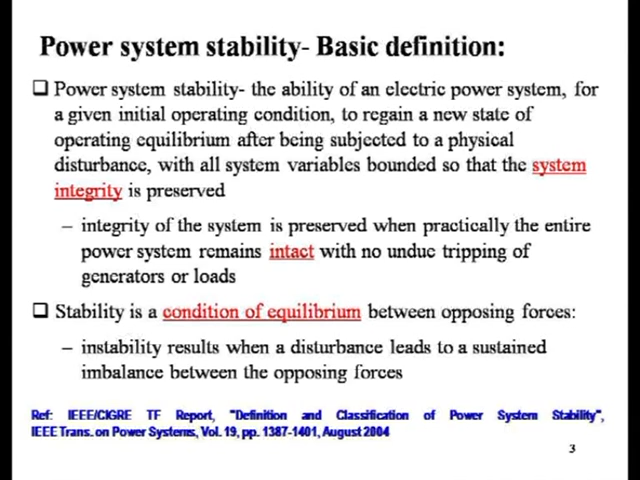 Power system stability- Basic definition:
❑ Power system stability- the ability of an electric power system, for
a given initial operating condition, to regain a new state of
operating equilibrium after being subjected to a physical
disturbance, with all system variables bounded so that the system
integrity is preserved
– integrity of the system is preserved when practically the entire
power system remains intact with no undue tripping of
generators or loads
❑ Stability is a condition of equilibrium between opposing forces:
– instability results when a disturbance leads to a sustained
imbalance between the opposing forces
Ref: IEEE/CIGRE TF Report, "Definition and Classification of Power System Stability",
IEEE Trans. on Power Systems, Vol. 19, pp. 1387-1401, August 2004
3